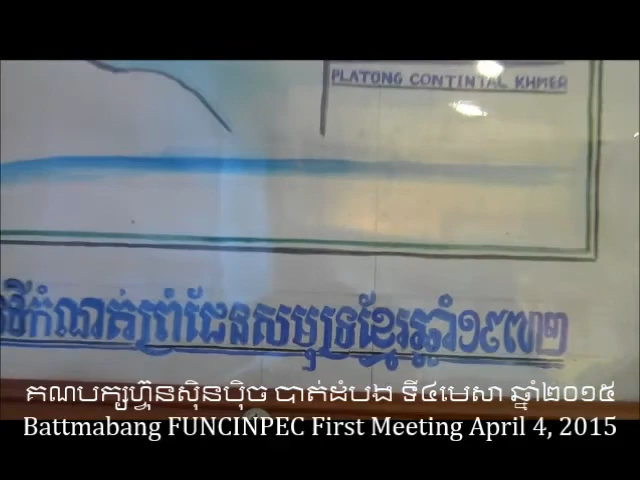 PLATONG CONTINTAL KHMER
កំណត់ព្រំដែនសមុទ្រខ្មែរឆ្នាំ១៩៧២
គណបក្សហ៊្វុនស៊ិនប៉ិច បាត់ដំបង ទី៤មេសា ឆ្នាំ២០១៥
Battmabang FUNCINPEC First Meeting April 4, 2015